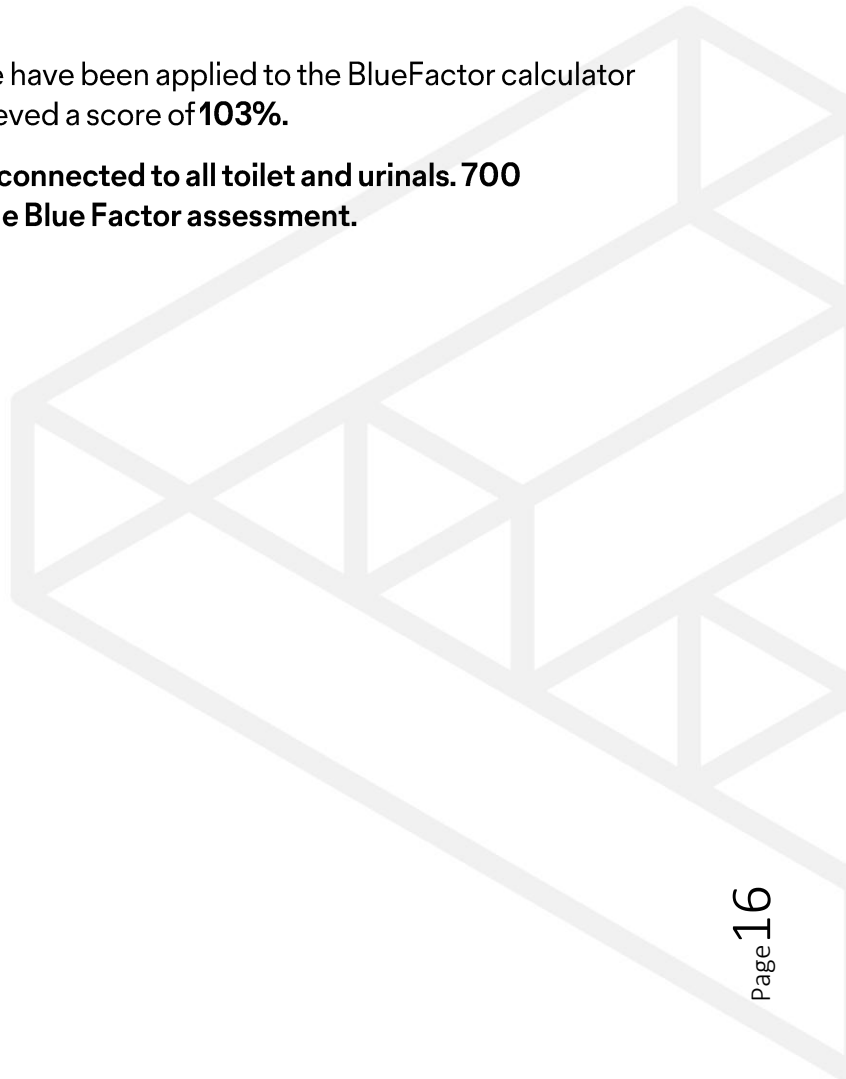 e have been applied to the BlueFactor calculator
eved a score of 103%.
connected to all toilet and urinals. 700
e Blue Factor assessment.
Page 16